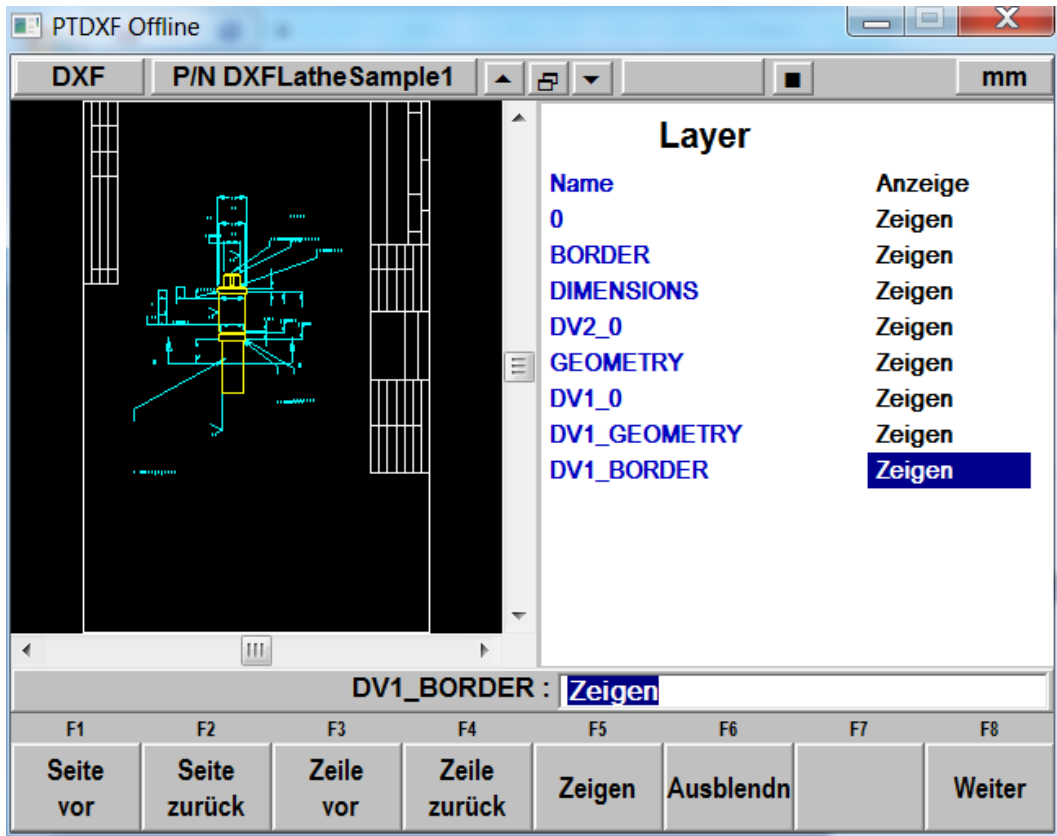 PTDXF Offline
DXF P/N DXFLatheSample1 mm
Layer
Name Anzeige
0 Zeigen
BORDER Zeigen
DIMENSIONS Zeigen
DV2_0 Zeigen
GEOMETRY Zeigen
DV1_0 Zeigen
DV1_GEOMETRY Zeigen
DV1_BORDER Zeigen
DV1_BORDER : Zeigen
F1 F2 F3 F4 F5 F6 F7 F8
Seite vor Seite zurück Zeile vor Zeile zurück Zeigen Ausblendn Weiter